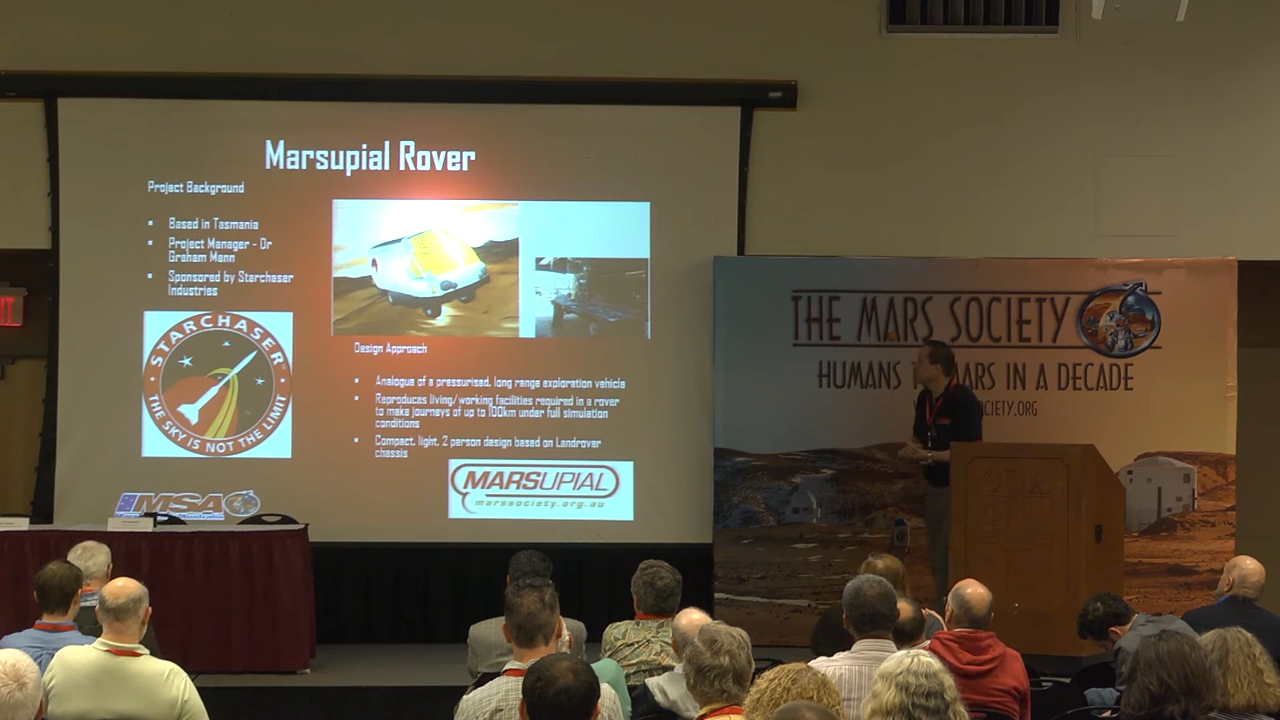 Marsupial Rover
Project Background
Based in Tasmania
Project Manager - Dr
Graham Mann
Sponsored by Starchaser
Industries
STARCHASER
THE SKY IS NOT THE LIMIT
Design Approach
Analogue of a pressurised, long range exploration vehicle
Reproduces living/working facilities required in a rover
to make journeys of up to 100km under full simulation
conditions
Compact, light, 2 person design based on Landrover
chassis
MARSUPIAL
marssociety.org.au
MSA
THE MARS SOCIETY
HUMANS MARS IN A DECADE
CIETY.ORG